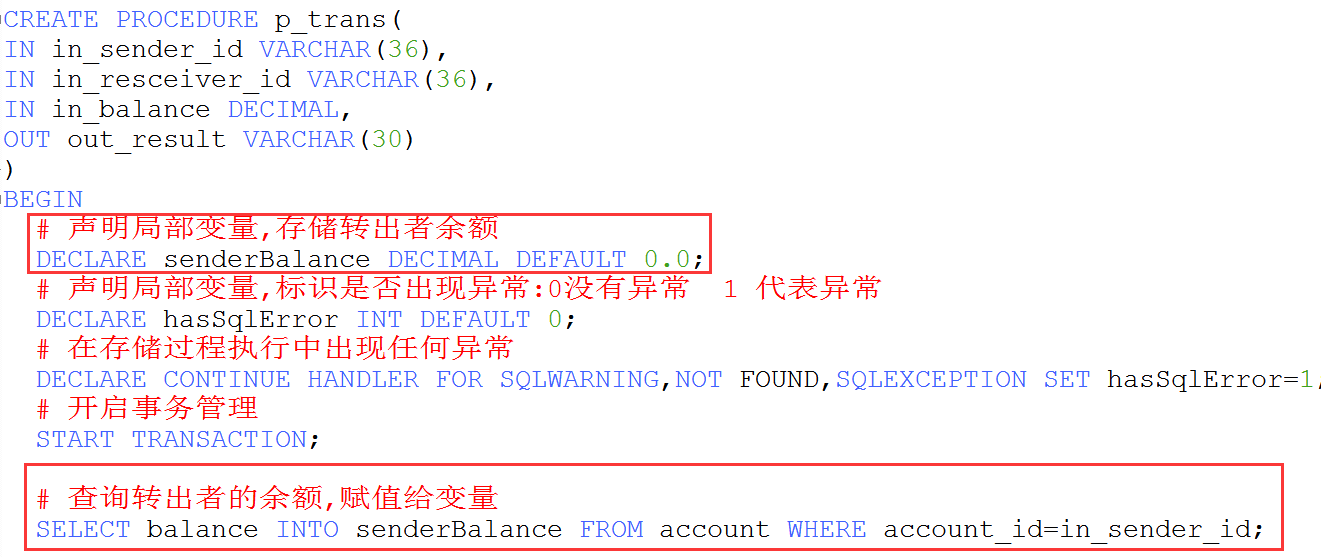 CREATE PROCEDURE p_trans(
IN in_sender_id VARCHAR(36),
IN in_resceiver_id VARCHAR(36),
IN in_balance DECIMAL,
OUT out_result VARCHAR(30)
)
BEGIN
# 声明局部变量,存储转出者余额
DECLARE senderBalance DECIMAL DEFAULT 0.0;
# 声明局部变量,标识是否出现异常:0没有异常  1 代表异常
DECLARE hasSqlError INT DEFAULT 0;
# 在存储过程执行中出现任何异常
DECLARE CONTINUE HANDLER FOR SQLWARNING,NOT FOUND,SQLEXCEPTION SET hasSqlError=1
# 开启事务管理
START TRANSACTION;
# 查询转出者的余额,赋值给变量
SELECT balance INTO senderBalance FROM account WHERE account_id=in_sender_id;